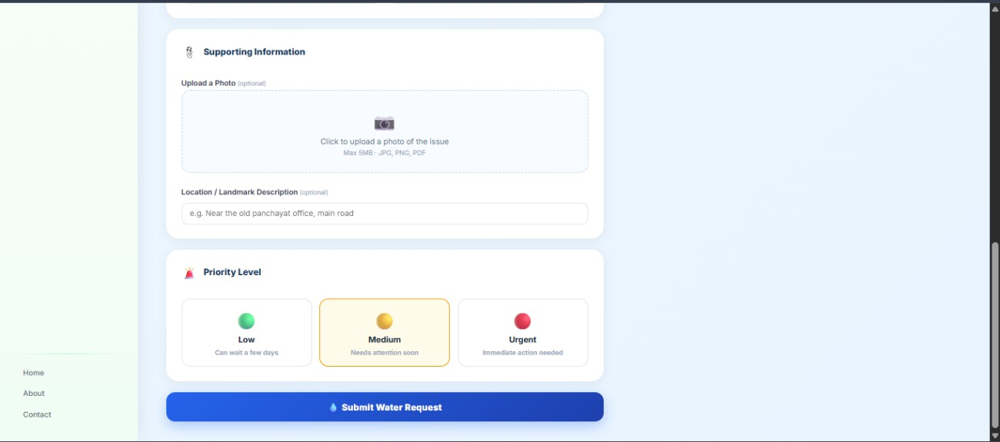 Supporting Information
Upload a Photo (optional)
Click to upload a photo of the issue
Max 5MB · JPG, PNG, PDF
Location / Landmark Description (optional)
e.g. Near the old panchayat office, main road
Priority Level
Low
Can wait a few days
Medium
Needs attention soon
Urgent
Immediate action needed
Submit Water Request
Home
About
Contact